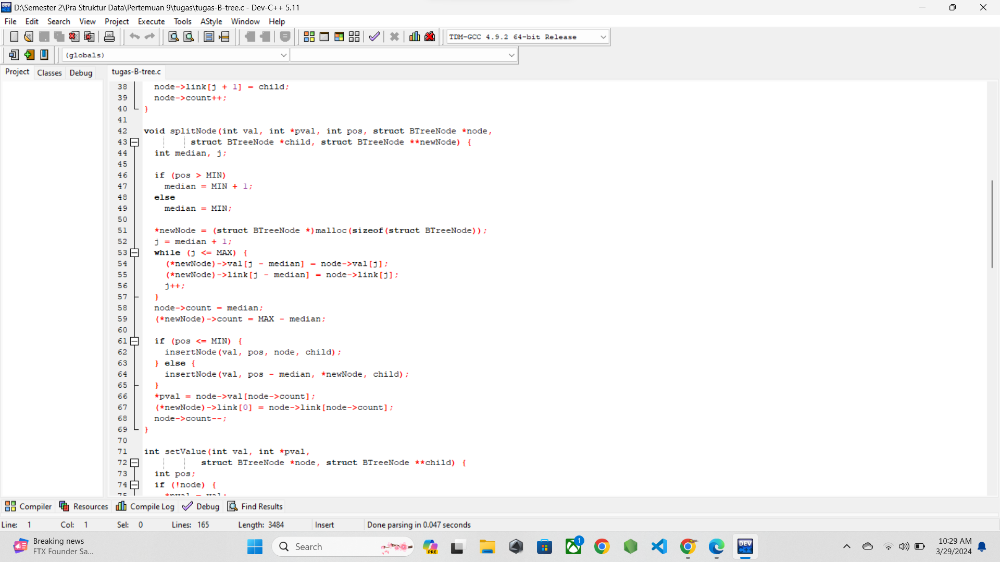 D:\Semester 2\Pra Struktur Data\Pertemuan 9\tugas\tugas-B-tree.c - Dev-C++ 5.11
File Edit Search View Project Execute Tools AStyle Window Help
TDM-GCC 4.9.2 64-bit Release
(globals)
Project Classes Debug
tugas-B-tree.c
38 node->link[j + 1] = child;
39 node->count++;
40 }
41
42 void splitNode(int val, int *pval, int pos, struct BTreeNode *node,
43 struct BTreeNode *child, struct BTreeNode **newNode) {
44 int median, j;
45
46 if (pos > MIN)
47 median = MIN + 1;
48 else
49 median = MIN;
50
51 *newNode = (struct BTreeNode *)malloc(sizeof(struct BTreeNode));
52 j = median + 1;
53 while (j <= MAX) {
54 (*newNode)->val[j - median] = node->val[j];
55 (*newNode)->link[j - median] = node->link[j];
56 j++;
57 }
58 node->count = median;
59 (*newNode)->count = MAX - median;
60
61 if (pos <= MIN) {
62 insertNode(val, pos, node, child);
63 } else {
64 insertNode(val, pos - median, *newNode, child);
65 }
66 *pval = node->val[node->count];
67 (*newNode)->link[0] = node->link[node->count];
68 node->count--;
69 }
70
71 int setValue(int val, int *pval,
72 struct BTreeNode *node, struct BTreeNode **child) {
73 int pos;
74 if (!node) {
75 *pval = val;
Compiler Resources Compile Log Debug Find Results
Line: 1 Col: 1 Sel: 0 Lines: 165 Length: 3484 Insert Done parsing in 0.047 seconds
Breaking news
FTX Founder Sa...
Search
PRE
1
DEV
C++
10:29 AM
3/29/2024